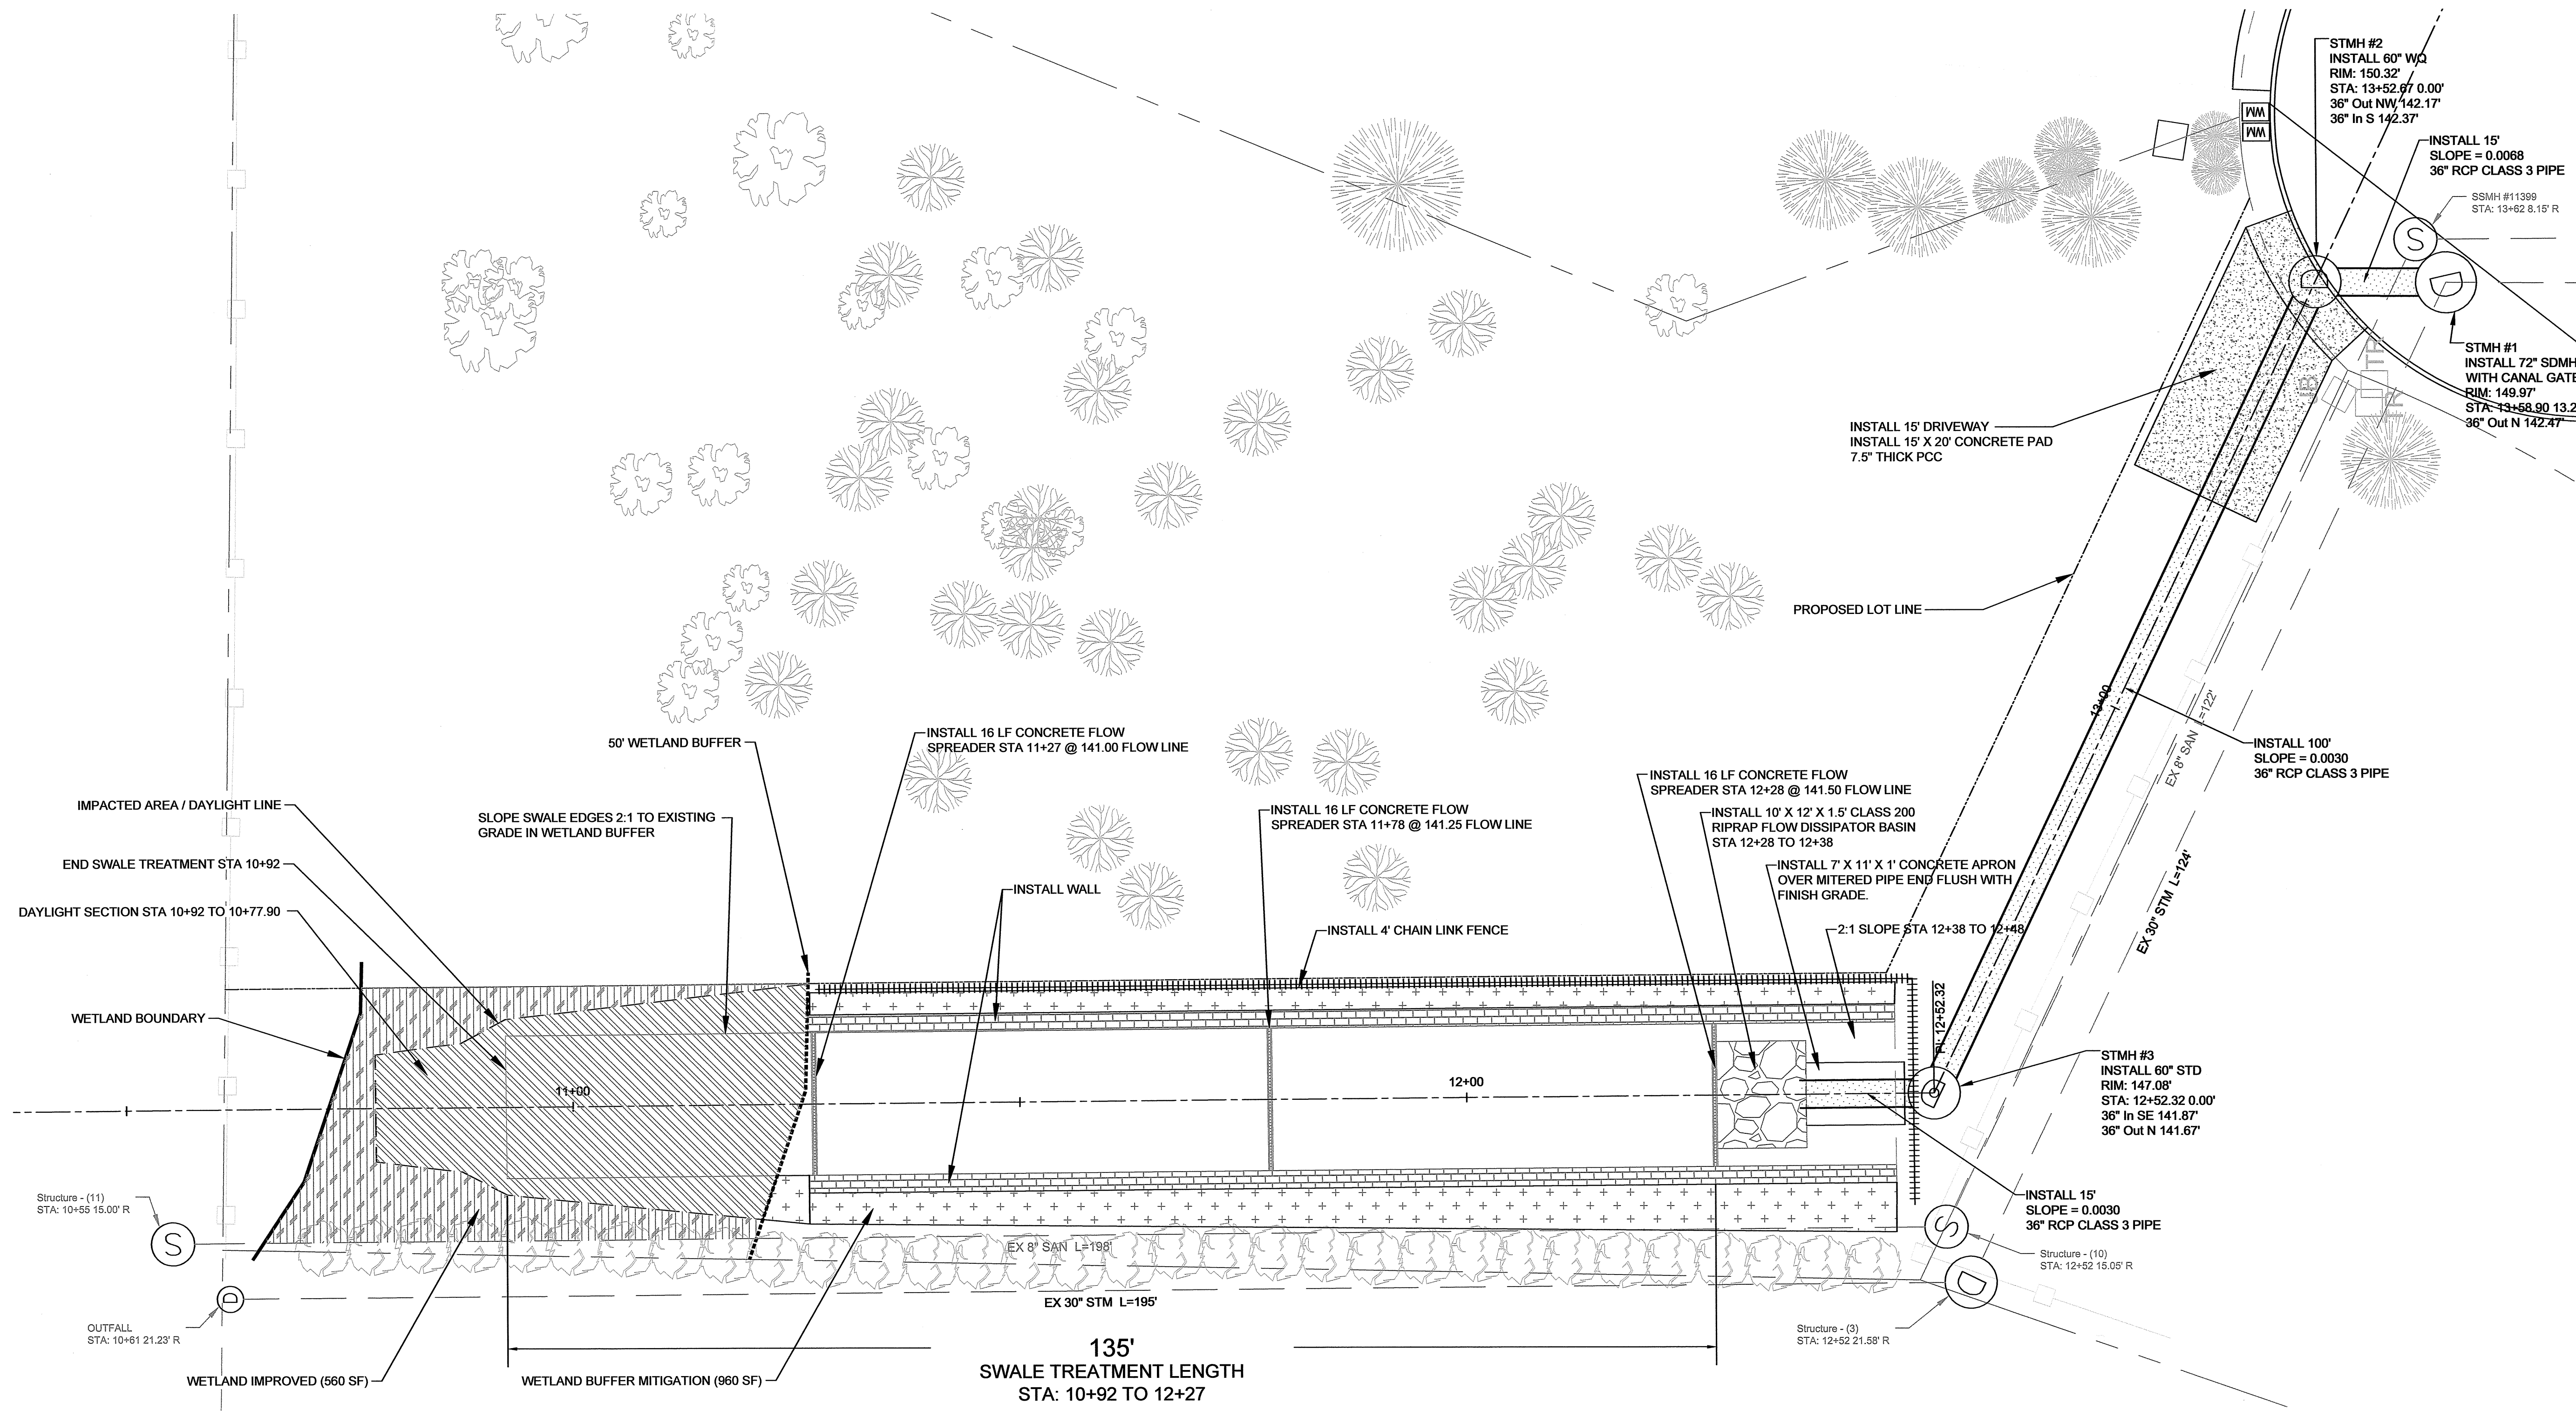 STMH #2
INSTALL 60" WQ
RIM: 150.32'
STA: 13+52.67 0.00'
36" Out NW 142.17'
36" In S 142.37'
WM
WM
INSTALL 15'
SLOPE = 0.0068
36" RCP CLASS 3 PIPE
SSMH #11399
STA: 13+62 8.15' R
S
D
D
STMH #1
INSTALL 72" SDMH
WITH CANAL GATE
RIM: 149.97'
STA: 13+58.90 13.2
36" Out N 142.47'
TR
TR
INSTALL 15' DRIVEWAY
INSTALL 15' X 20' CONCRETE PAD
7.5" THICK PCC
PROPOSED LOT LINE
13+00
EX 8" SAN L=122'
INSTALL 100'
SLOPE = 0.0030
36" RCP CLASS 3 PIPE
EX 30" STM L=124'
50' WETLAND BUFFER
INSTALL 16 LF CONCRETE FLOW
SPREADER STA 11+27 @ 141.00 FLOW LINE
IMPACTED AREA / DAYLIGHT LINE
SLOPE SWALE EDGES 2:1 TO EXISTING
GRADE IN WETLAND BUFFER
INSTALL 16 LF CONCRETE FLOW
SPREADER STA 11+78 @ 141.25 FLOW LINE
INSTALL 16 LF CONCRETE FLOW
SPREADER STA 12+28 @ 141.50 FLOW LINE
INSTALL 10' X 12' X 1.5' CLASS 200
RIPRAP FLOW DISSIPATOR BASIN
STA 12+28 TO 12+38
INSTALL 7' X 11' X 1' CONCRETE APRON
OVER MITERED PIPE END FLUSH WITH
FINISH GRADE.
END SWALE TREATMENT STA 10+92
INSTALL WALL
DAYLIGHT SECTION STA 10+92 TO 10+77.90
INSTALL 4' CHAIN LINK FENCE
2:1 SLOPE STA 12+38 TO 12+48
WETLAND BOUNDARY
PI: 12+52.32
11+00
12+00
D
STMH #3
INSTALL 60" STD
RIM: 147.08'
STA: 12+52.32 0.00'
36" In SE 141.87'
36" Out N 141.67'
Structure - (11)
STA: 10+55 15.00' R
S
INSTALL 15'
SLOPE = 0.0030
36" RCP CLASS 3 PIPE
S
EX 8" SAN L=198'
Structure - (10)
STA: 12+52 15.05' R
D
EX 30" STM L=195'
D
OUTFALL
STA: 10+61 21.23' R
Structure - (3)
STA: 12+52 21.58' R
135'
SWALE TREATMENT LENGTH
STA: 10+92 TO 12+27
WETLAND IMPROVED (560 SF)
WETLAND BUFFER MITIGATION (960 SF)